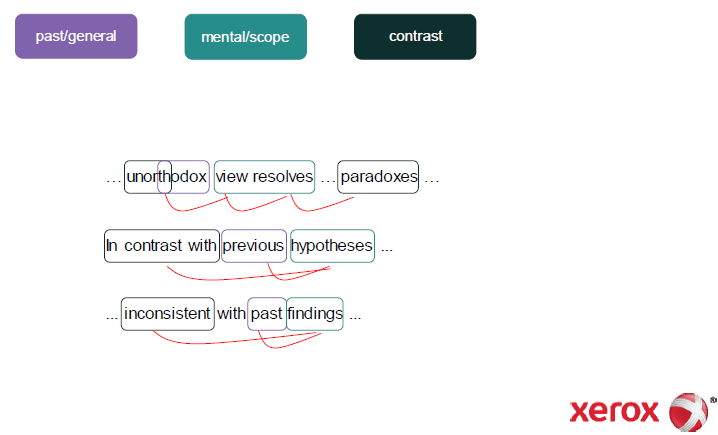 past/general mental/scope contrast
… unorthodox view resolves … paradoxes …
In contrast with previous hypotheses ...
... inconsistent with past findings ...
xerox ®